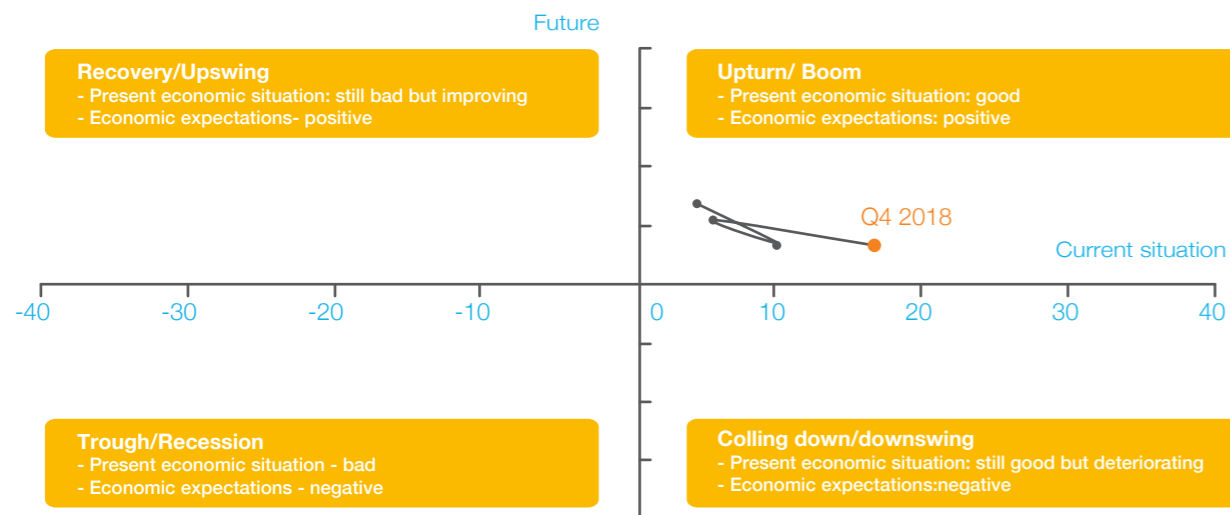 Future
Recovery/Upswing
- Present economic situation: still bad but improving
- Economic expectations- positive
Upturn/ Boom
- Present economic situation: good
- Economic expectations: positive
Q4 2018
Current situation
-40 -30 -20 -10 0 10 20 30 40
Trough/Recession
- Present economic situation - bad
- Economic expectations - negative
Colling down/downswing
- Present economic situation: still good but deteriorating
- Economic expectations:negative